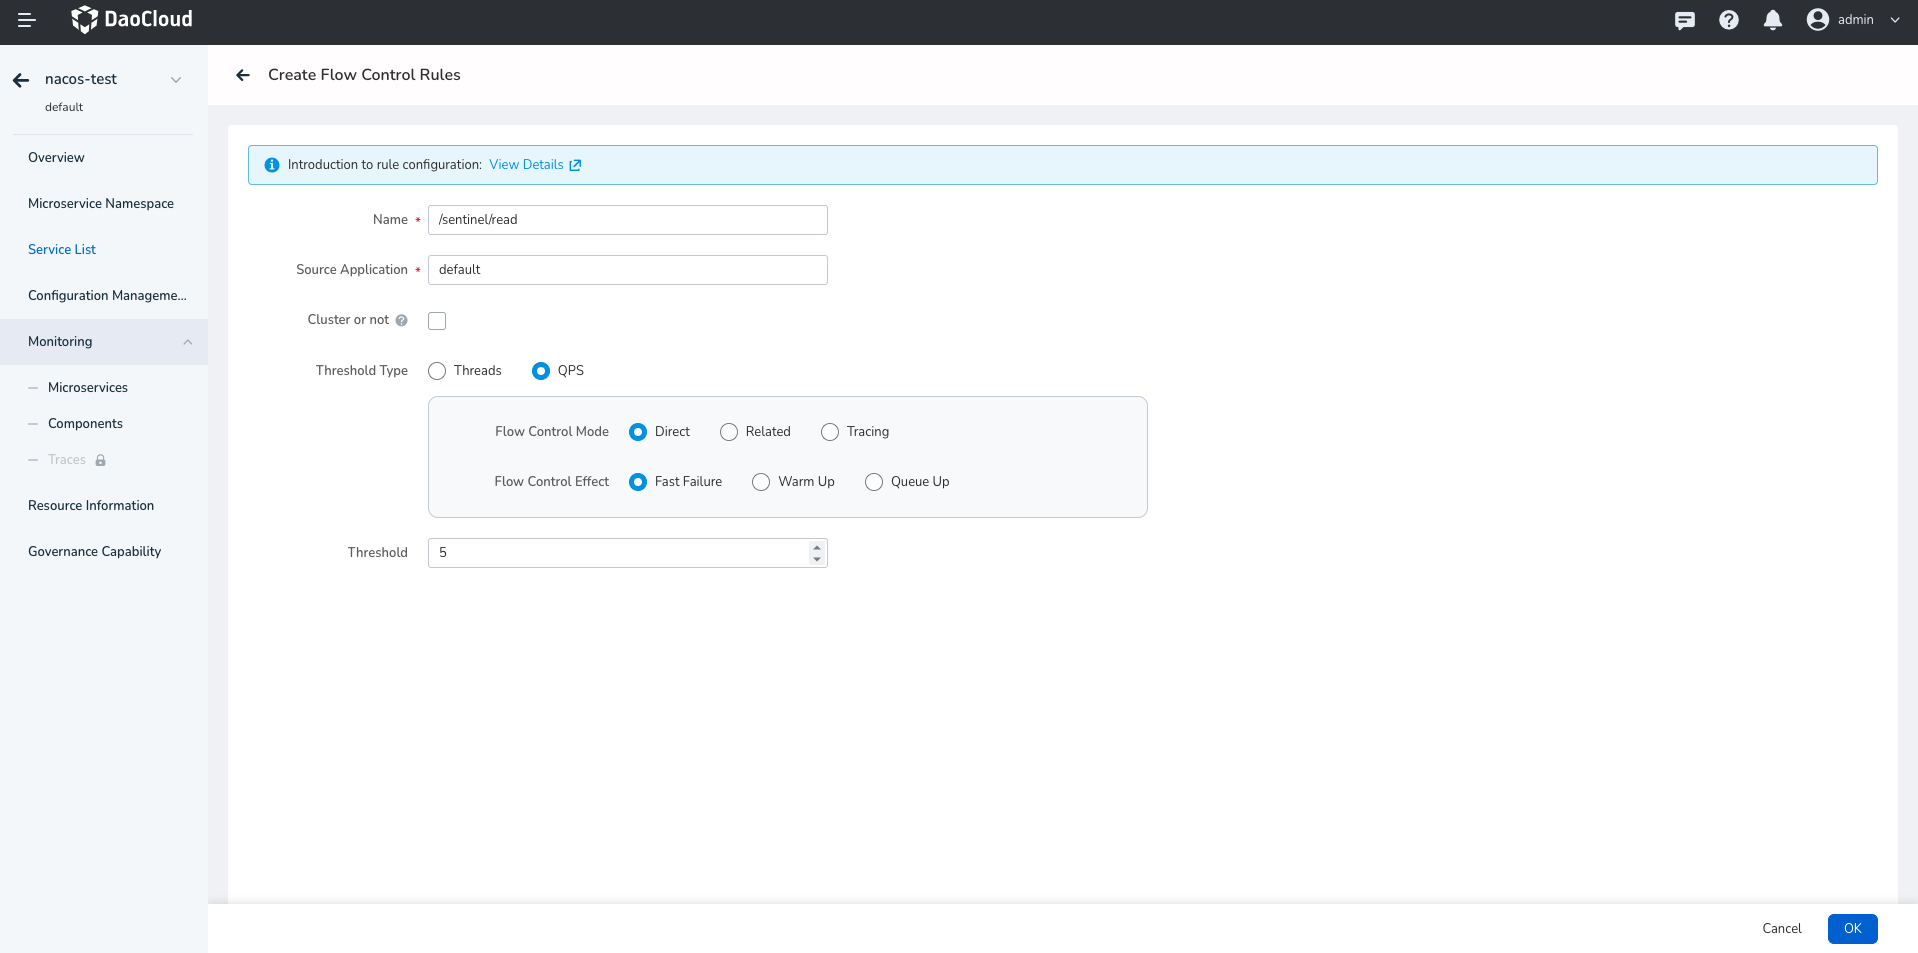 DaoCloud
admin
nacos-test
default
Overview
Microservice Namespace
Service List
Configuration Manageme...
Monitoring
Microservices
Components
Traces
Resource Information
Governance Capability
Create Flow Control Rules
Introduction to rule configuration: View Details
Name * /sentinel/read
Source Application * default
Cluster or not
Threshold Type Threads QPS
Flow Control Mode Direct Related Tracing
Flow Control Effect Fast Failure Warm Up Queue Up
Threshold 5
Cancel OK